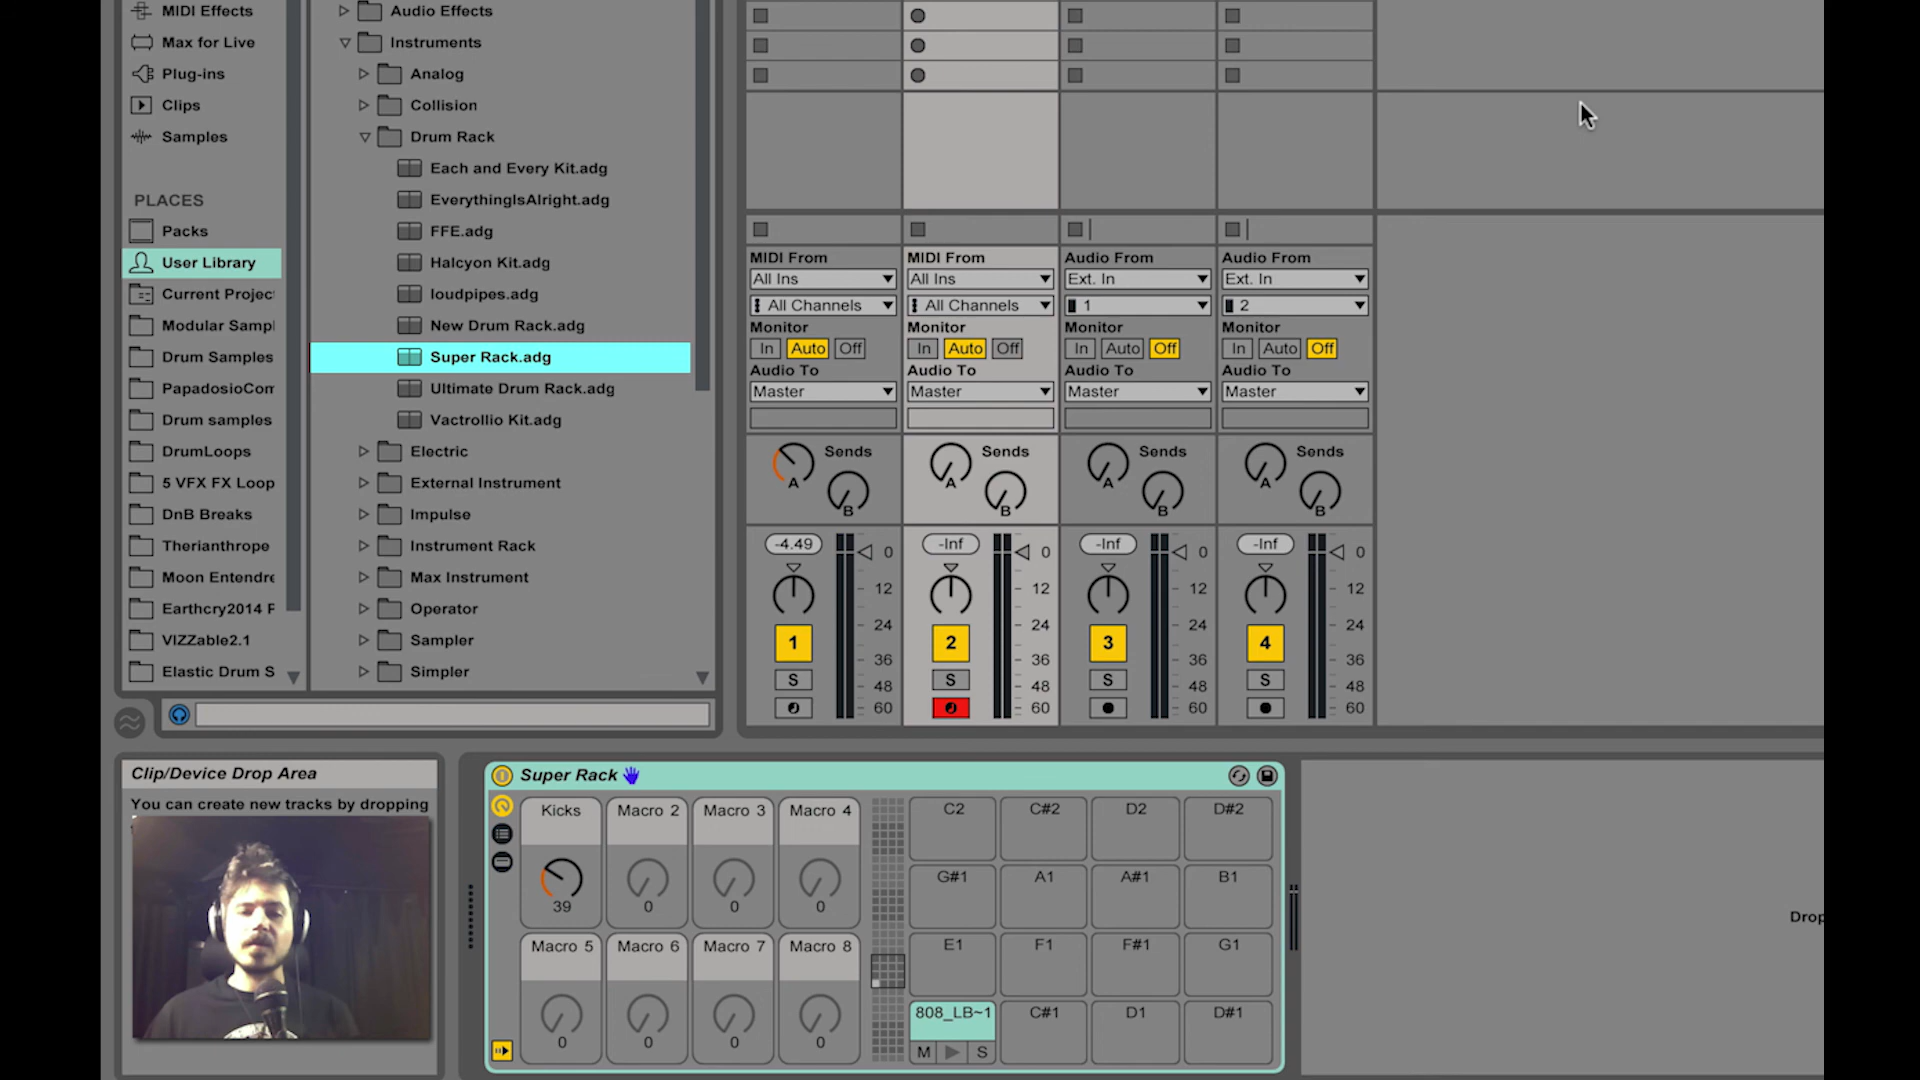 MIDI Effects
Max for Live
Plug-ins
Clips
Samples
PLACES
Packs
User Library
Current Projec
Modular Sampl
Drum Samples
PapadosioCom
Drum samples
DrumLoops
5 VFX FX Loop
DnB Breaks
Therianthrope
Moon Entendre
Earthcry2014 F
VIZZable2.1
Elastic Drum S
Audio Effects
Instruments
Analog
Collision
Drum Rack
Each and Every Kit.adg
EverythingIsAlright.adg
FFE.adg
Halcyon Kit.adg
loudpipes.adg
New Drum Rack.adg
Super Rack.adg
Ultimate Drum Rack.adg
Vactrollio Kit.adg
Electric
External Instrument
Impulse
Instrument Rack
Max Instrument
Operator
Sampler
Simpler
MIDI From MIDI From Audio From Audio From
All Ins All Ins Ext. In Ext. In
All Channels All Channels 1 2
Monitor Monitor Monitor Monitor
In Auto Off In Auto Off In Auto Off In Auto Off
Audio To Audio To Audio To Audio To
Master Master Master Master
Sends Sends Sends Sends
A A A A
B B B B
-4.49 0 -Inf 0 -Inf 0 -Inf 0
12 12 12 12
24 24 24 24
1 2 3 4
36 36 36 36
S 48 S 48 S 48 S 48
60 60 60 60
Clip/Device Drop Area
You can create new tracks by dropping
Super Rack
Kicks Macro 2 Macro 3 Macro 4
39 0 0 0
Macro 5 Macro 6 Macro 7 Macro 8
0 0 0 0
C2 C#2 D2 D#2
G#1 A1 A#1 B1
E1 F1 F#1 G1
808_LB~1 C#1 D1 D#1
M S
Drop